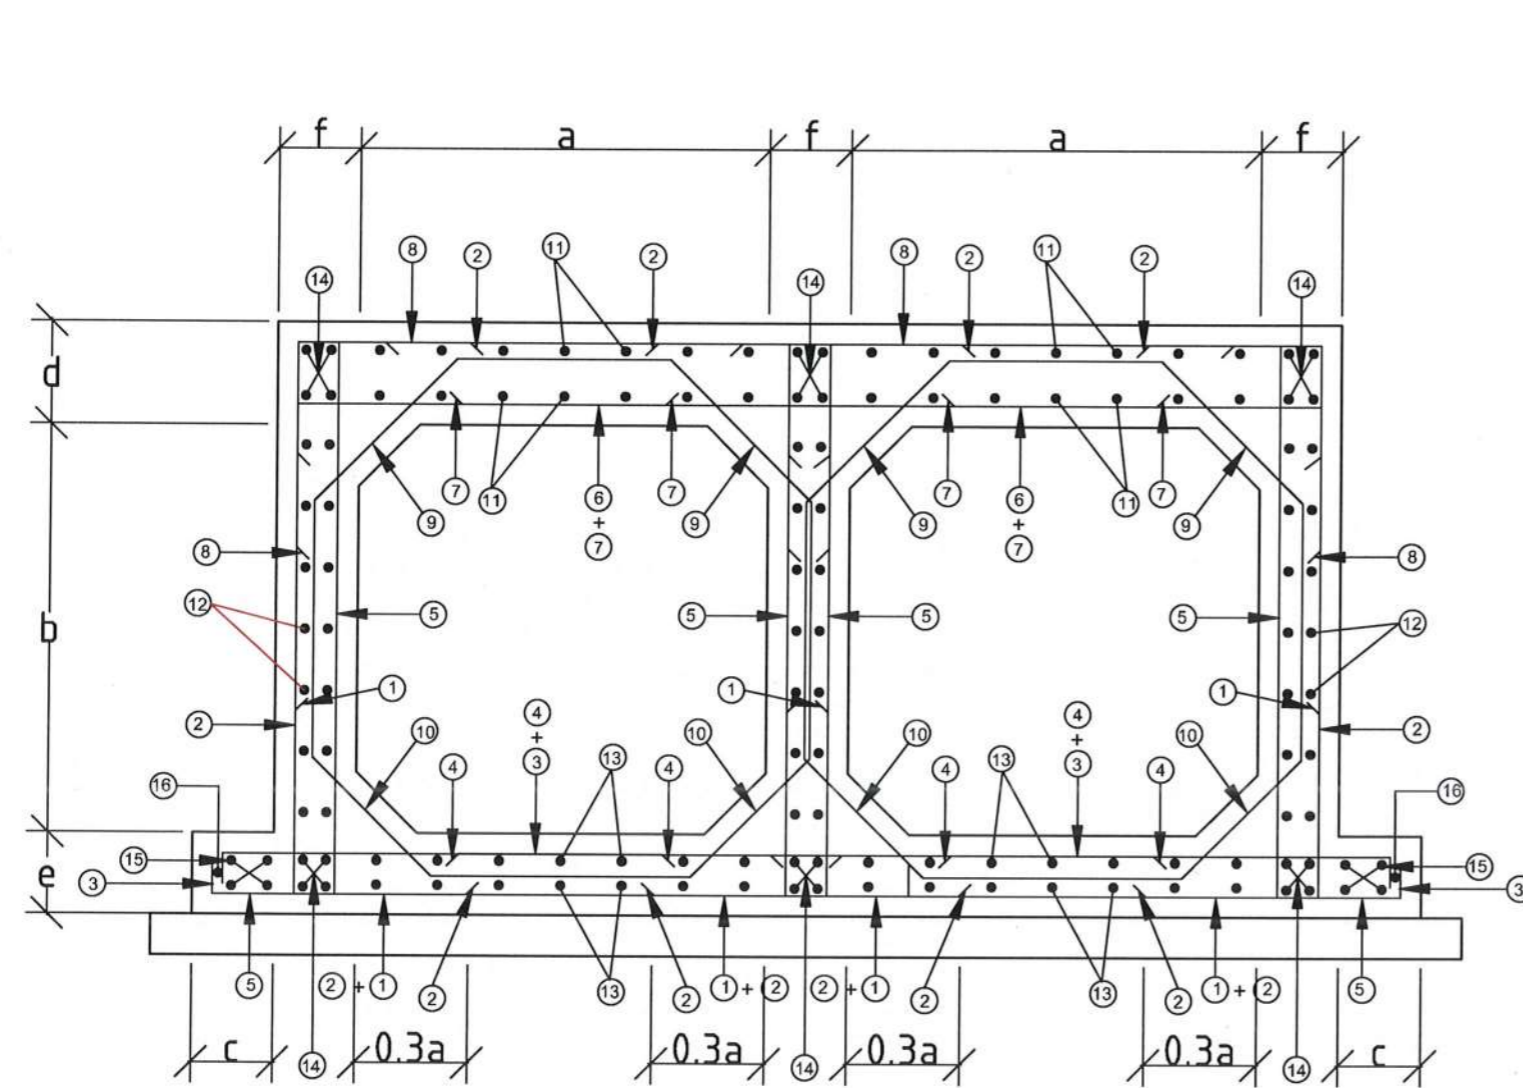 f a f a f
8 2 11 2 8 2 11 2
14 14 14
d
7 11 6 7 7 6 11 7
9 + 9 9 + 9
7 7
8 8
b
12 5 5 5 5 12
1 1 1
2 4 4 2
10 + 10 10 + 10
4 3 13 4 4 13 3 4
16 16
15 15
e
3 3
5 2 + 1 2 13 2 1 + 2 2 + 1 2 13 2 1 + 2 5
c 0.3a 0.3a 0.3a 0.3a c
14 14 14